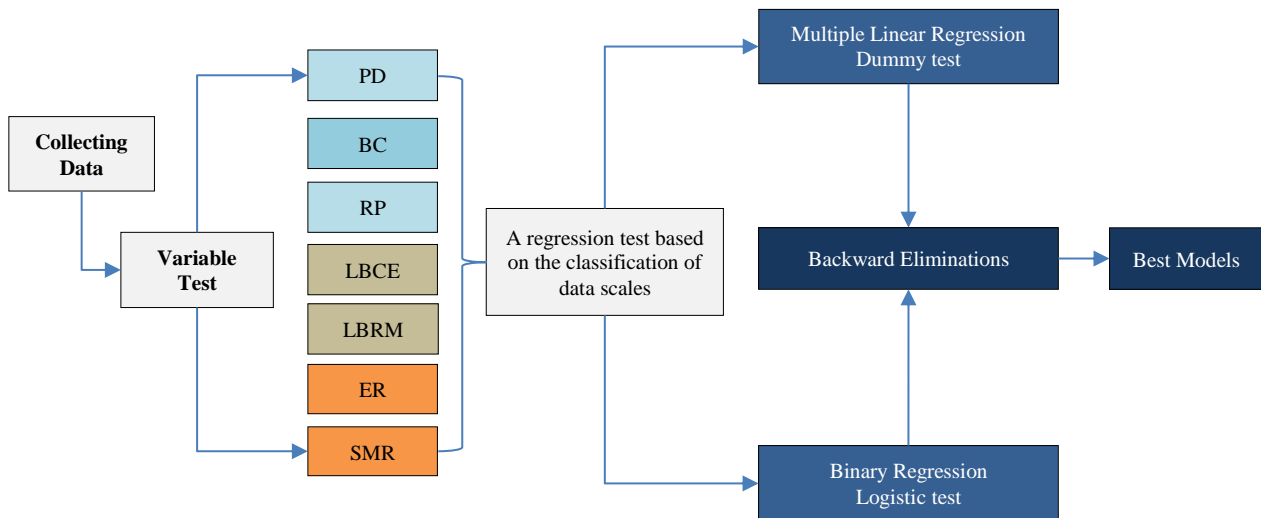 Collecting
Data
Variable
Test
PD
BC
RP
LBCE
LBRM
ER
SMR
A regression test based
on the classification of
data scales
Multiple Linear Regression
Dummy test
Backward Eliminations
Best Models
Binary Regression
Logistic test